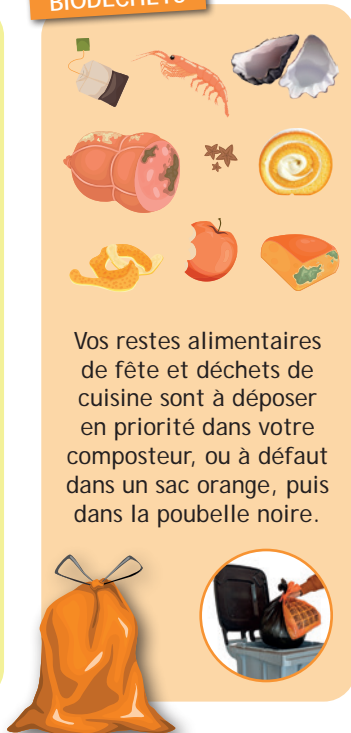 BIODÉCHETS
Vos restes alimentaires
de fête et déchets de
cuisine sont à déposer
en priorité dans votre
composteur, ou à défaut
dans un sac orange, puis
dans la poubelle noire.